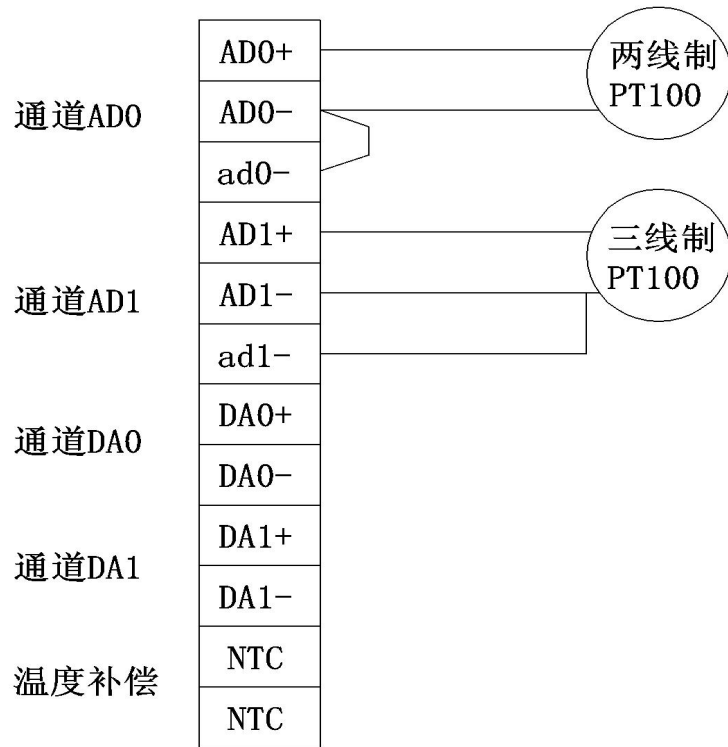 AD0+
通道AD0
AD0-
ad0-
两线制
PT100
AD1+
通道AD1
AD1-
ad1-
三线制
PT100
通道DA0
DA0+
DA0-
通道DA1
DA1+
DA1-
温度补偿
NTC
NTC